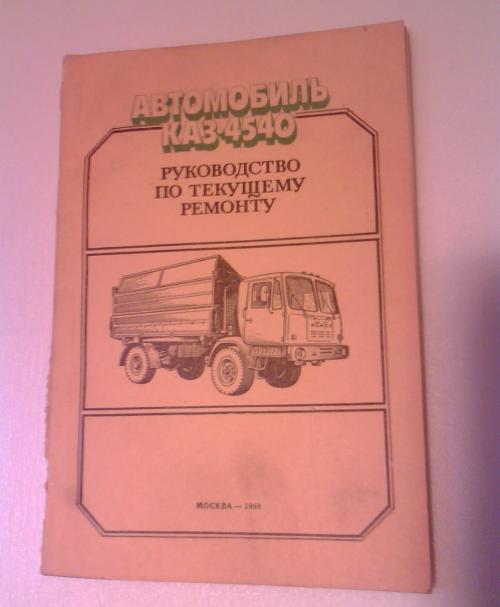 АВТОМОБИЛЬ
КАЗ-4540
РУКОВОДСТВО
ПО ТЕКУЩЕМУ
РЕМОНТУ
МОСКВА —